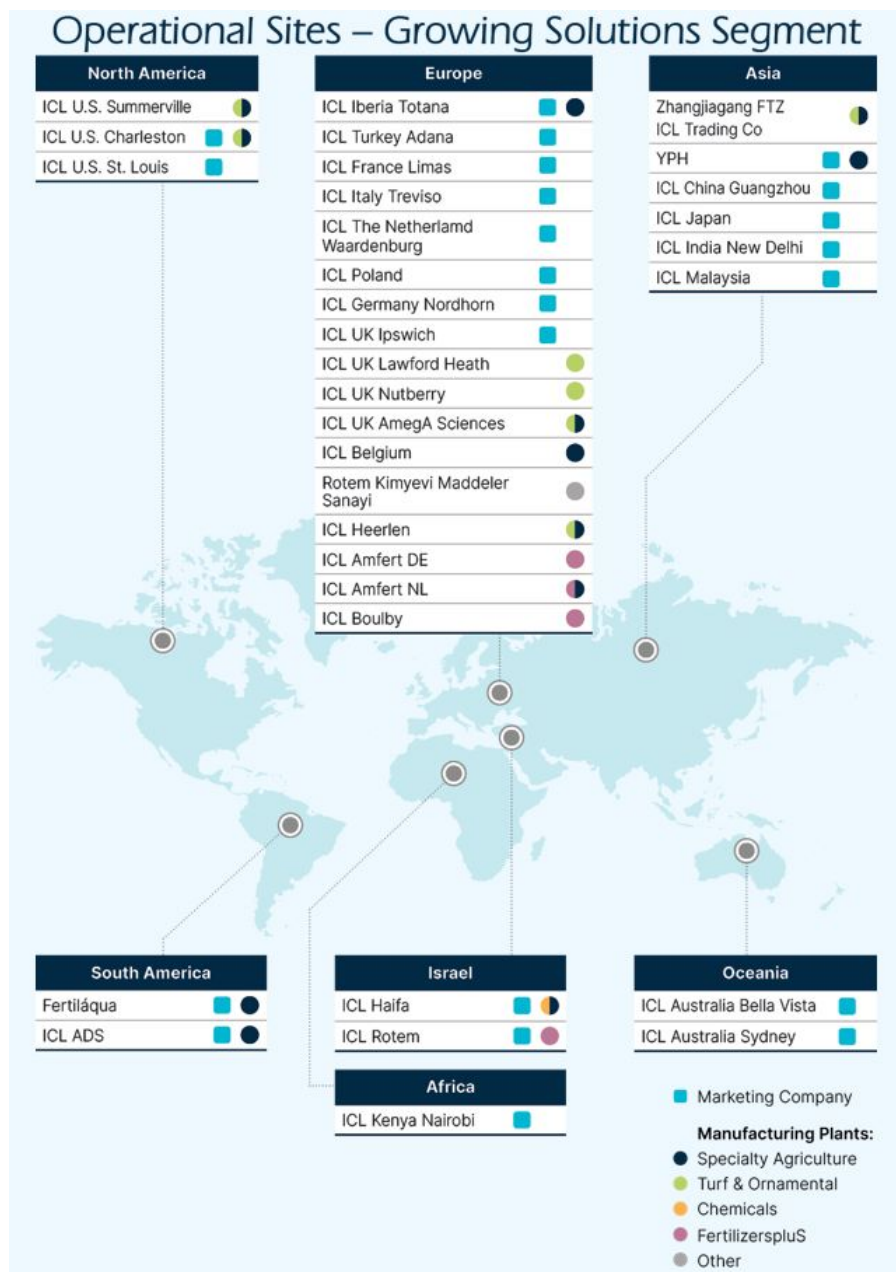 Operational Sites – Growing Solutions Segment
North America
ICL U.S. Summerville
ICL U.S. Charleston
ICL U.S. St. Louis
Europe
ICL Iberia Totana
ICL Turkey Adana
ICL France Limas
ICL Italy Treviso
ICL The Netherlamd
Waardenburg
ICL Poland
ICL Germany Nordhorn
ICL UK Ipswich
ICL UK Lawford Heath
ICL UK Nutberry
ICL UK AmegA Sciences
ICL Belgium
Rotem Kimyevi Maddeler
Sanayi
ICL Heerlen
ICL Amfert DE
ICL Amfert NL
ICL Boulby
Asia
Zhangjiagang FTZ
ICL Trading Co
YPH
ICL China Guangzhou
ICL Japan
ICL India New Delhi
ICL Malaysia
South America
Fertiláqua
ICL ADS
Israel
ICL Haifa
ICL Rotem
Africa
ICL Kenya Nairobi
Oceania
ICL Australia Bella Vista
ICL Australia Sydney
Marketing Company
Manufacturing Plants:
Specialty Agriculture
Turf & Ornamental
Chemicals
FertilizerspluS
Other